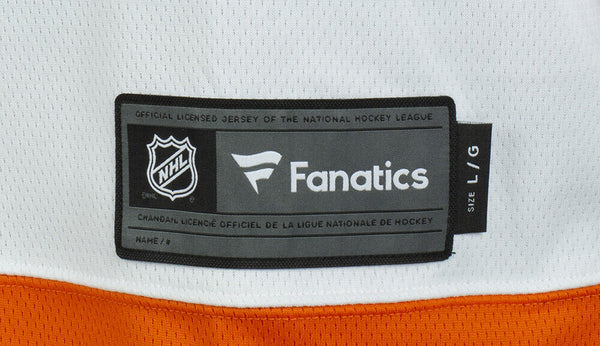 OFFICIAL LICENSED JERSEY OF THE NATIONAL HOCKEY LEAGUE
NHL
Fanatics
SIZE L/G
©NHL
CHANDAIL LICENCIÉ OFFICIEL DE LA LIGUE NATIONALE DE HOCKEY
NAME / #